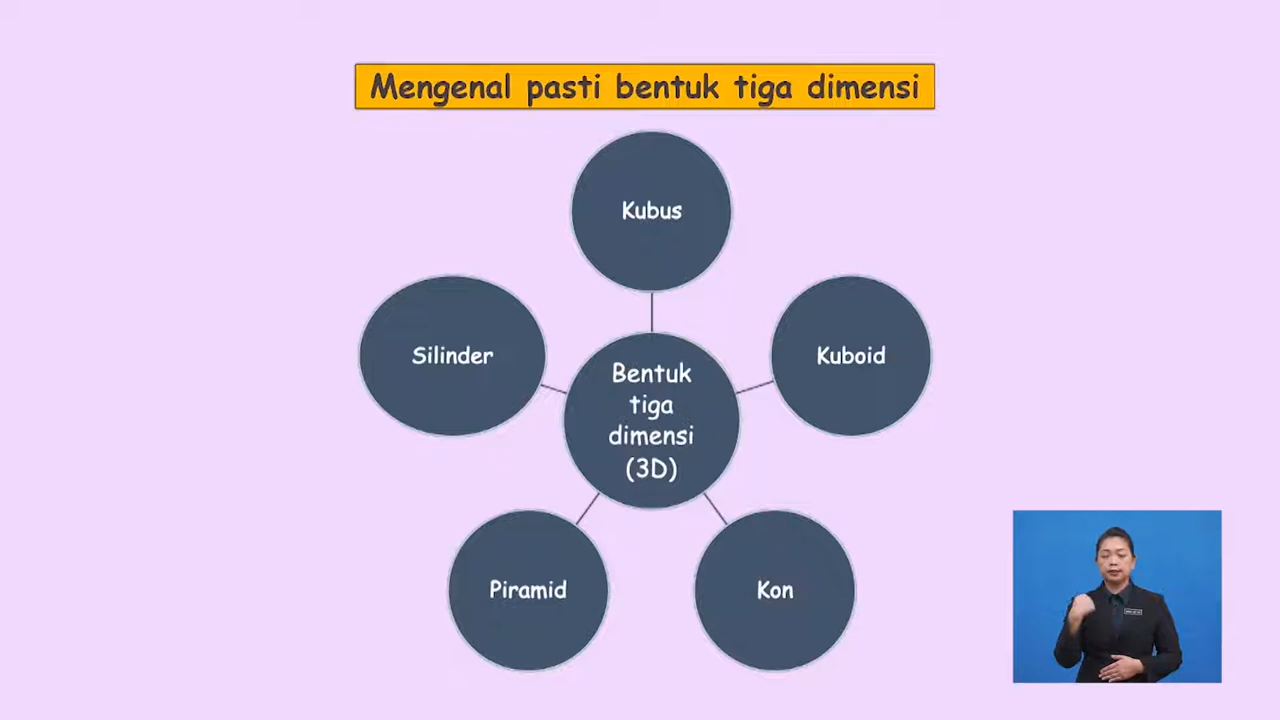 Mengenal pasti bentuk tiga dimensi
Kubus
Silinder
Kuboid
Bentuk
tiga
dimensi
(3D)
Piramid
Kon